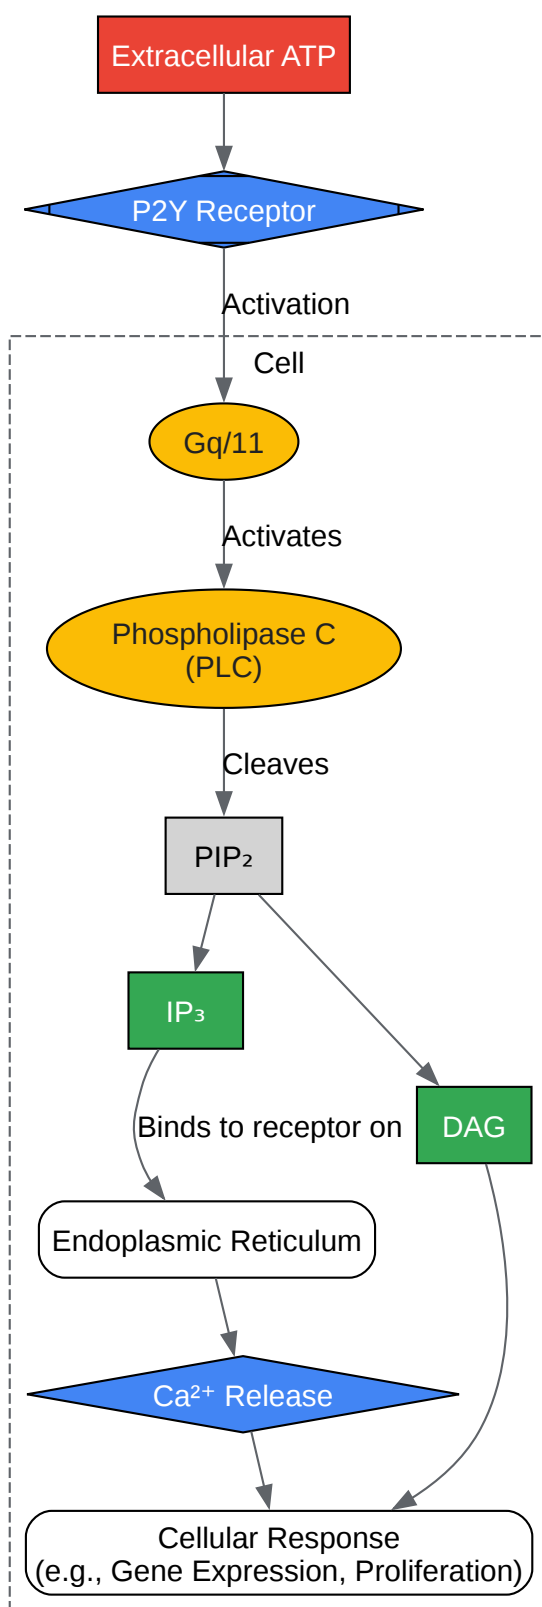 Extracellular ATP
P2Y Receptor
Activation
Cell
Gq/11
Activates
Phospholipase C
(PLC)
Cleaves
PIP₂
IP₃
Binds to receptor on
DAG
Endoplasmic Reticulum
Ca²⁺ Release
Cellular Response
(e.g., Gene Expression, Proliferation)